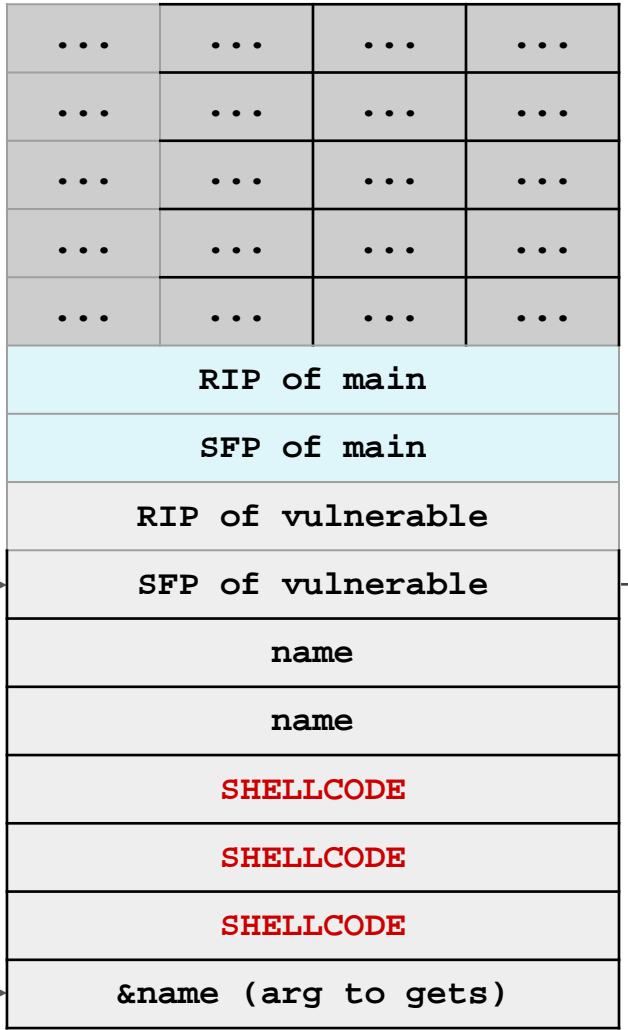 ... ... ... ...
... ... ... ...
... ... ... ...
... ... ... ...
... ... ... ...
RIP of main
SFP of main
RIP of vulnerable
SFP of vulnerable
name
name
SHELLCODE
SHELLCODE
SHELLCODE
&name (arg to gets)